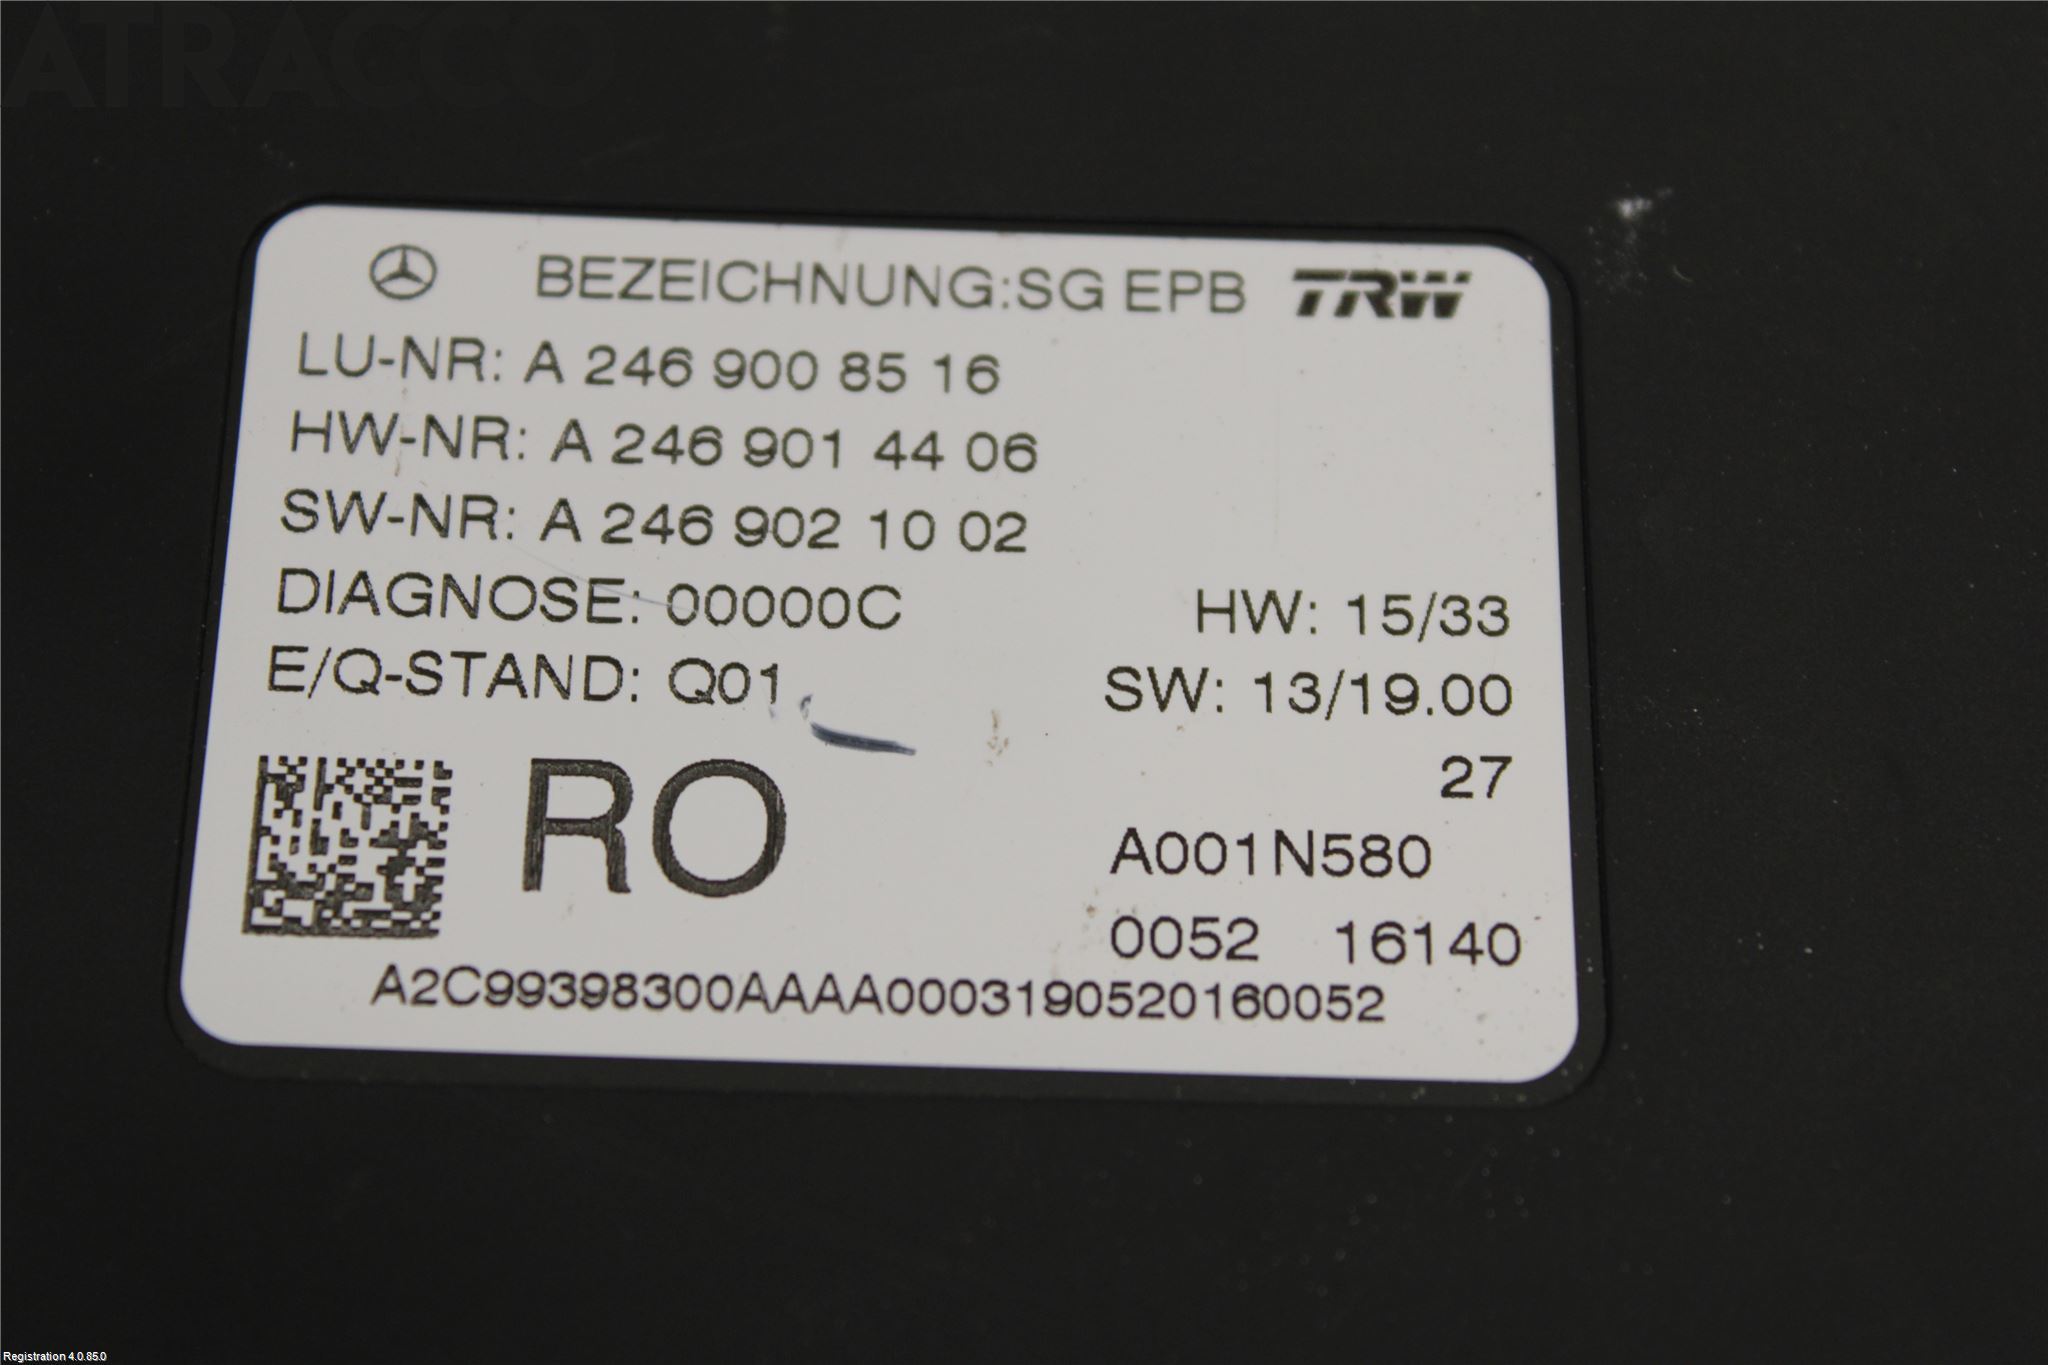 ATRACCO
BEZEICHNUNG:SG EPB TRW
LU-NR: A 246 900 85 16
HW-NR: A 246 901 44 06
SW-NR: A 246 902 10 02
DIAGNOSE: 00000C HW: 15/33
E/Q-STAND: Q01 SW: 13/19.00
27
RO A001N580
0052 16140
A2C99398300AAAA0003190520160052
Registration 4.0.85.0